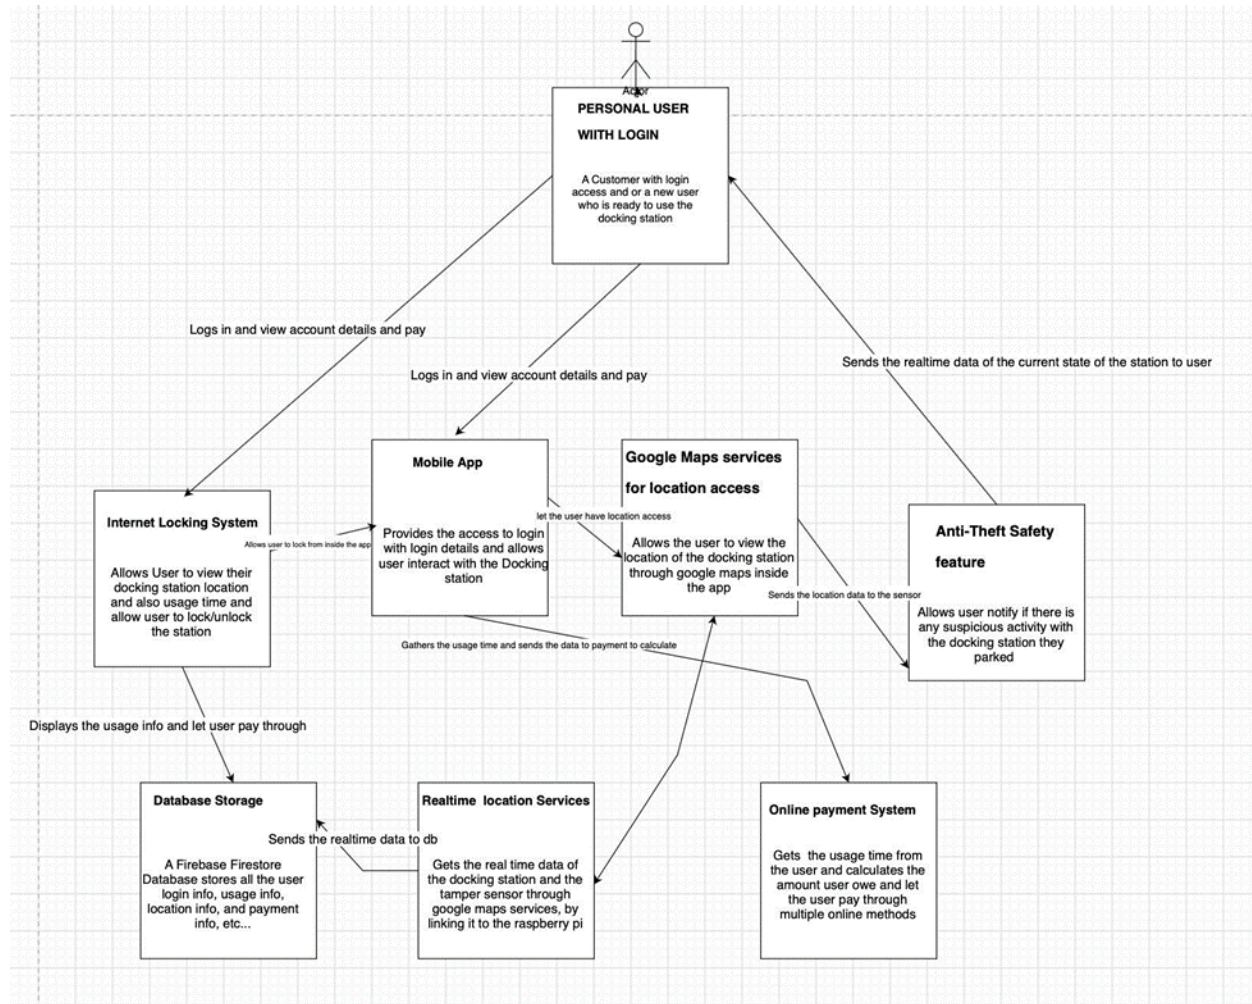 Actor
PERSONAL USER
WIITH LOGIN
A Customer with login
access and or a new user
who is ready to use the
docking station
Logs in and view account details and pay
Sends the realtime data of the current state of the station to user
Logs in and view account details and pay
Mobile App
Provides the access to login
with login details and allows
user interact with the Docking
station
Google Maps services
for location access
Allows the user to view the
location of the docking station
through google maps inside
the app
Internet Locking System
Allows User to view their
docking station location
and also usage time and
allow user to lock/unlock
the station
Allows user to lock from inside the app
let the user have location access
Anti-Theft Safety
feature
Allows user notify if there is
any suspicious activity with
the docking station they
parked
Sends the location data to the sensor
Gathers the usage time and sends the data to payment to calculate
Displays the usage info and let user pay through
Database Storage
A Firebase Firestore
Database stores all the user
login info, usage info,
location info, and payment
info, etc...
Sends the realtime data to db
Realtime location Services
Gets the real time data of
the docking station and the
tamper sensor through
google maps services, by
linking it to the raspberry pi
Online payment System
Gets the usage time from
the user and calculates the
amount user owe and let
the user pay through
multiple online methods